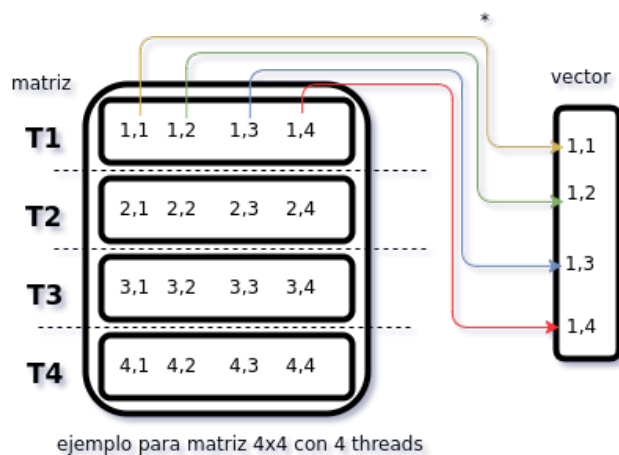 *
matriz
vector
T1 1,1 1,2 1,3 1,4
T2 2,1 2,2 2,3 2,4
T3 3,1 3,2 3,3 3,4
T4 4,1 4,2 4,3 4,4
1,1
1,2
1,3
1,4
ejemplo para matriz 4x4 con 4 threads